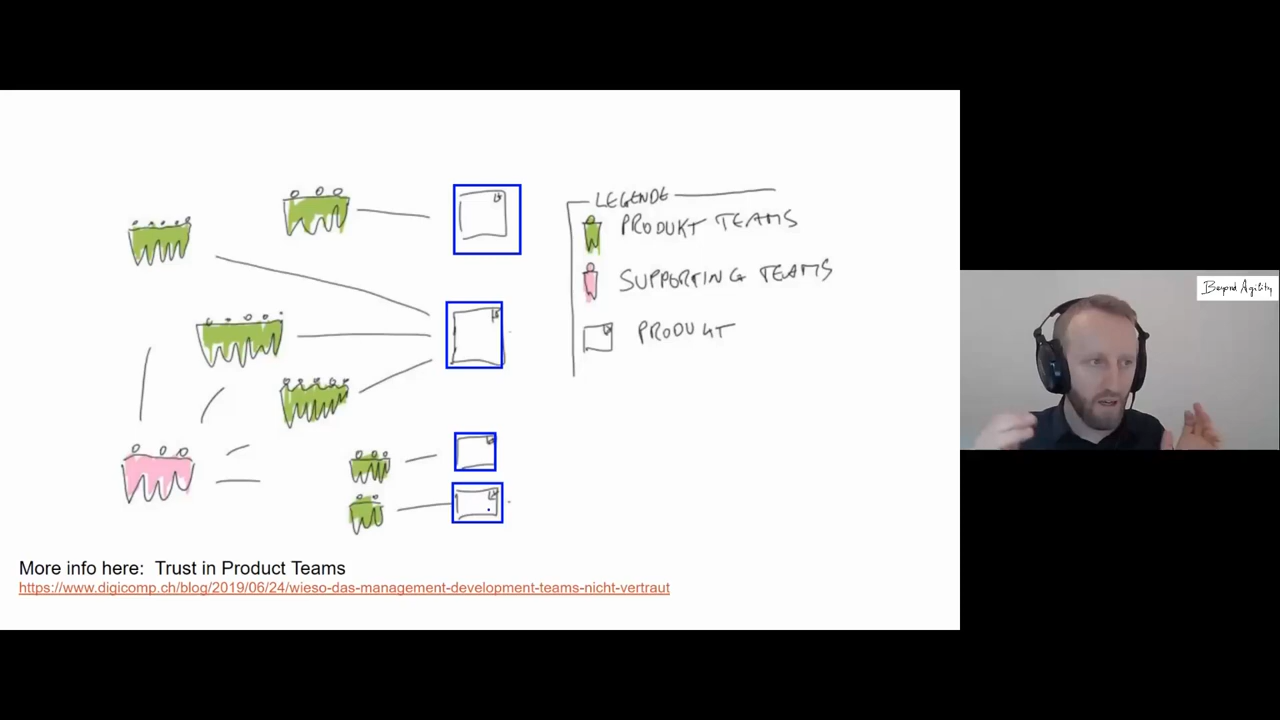 LEGENDE
PRODUKT TEAMS
SUPPORTING TEAMS
PRODUKT
Beyond Agility
More info here: Trust in Product Teams
https://www.digicomp.ch/blog/2019/06/24/wieso-das-management-development-teams-nicht-vertraut